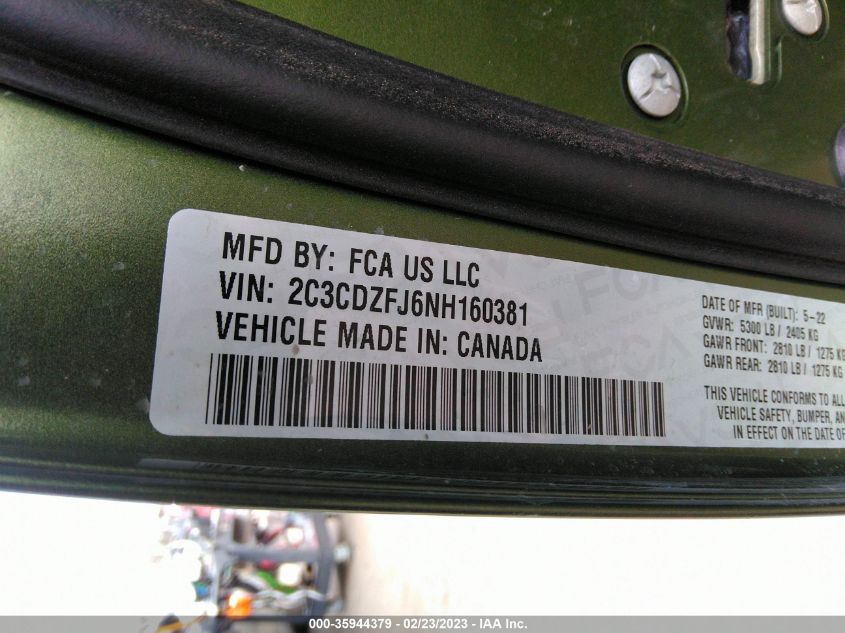 MFD BY: FCA US LLC
VIN: 2C3CDZFJ6NH160381
VEHICLE MADE IN: CANADA
DATE OF MFR (BUILT): 5-22
GVWR: 5300 LB / 2405 KG
GAWR FRONT: 2810 LB / 1275 KG
GAWR REAR: 2810 LB / 1275 KG
THIS VEHICLE CONFORMS TO ALL
VEHICLE SAFETY, BUMPER, AN
IN EFFECT ON THE DATE OF
000-35944379 - 02/23/2023 - IAA Inc.